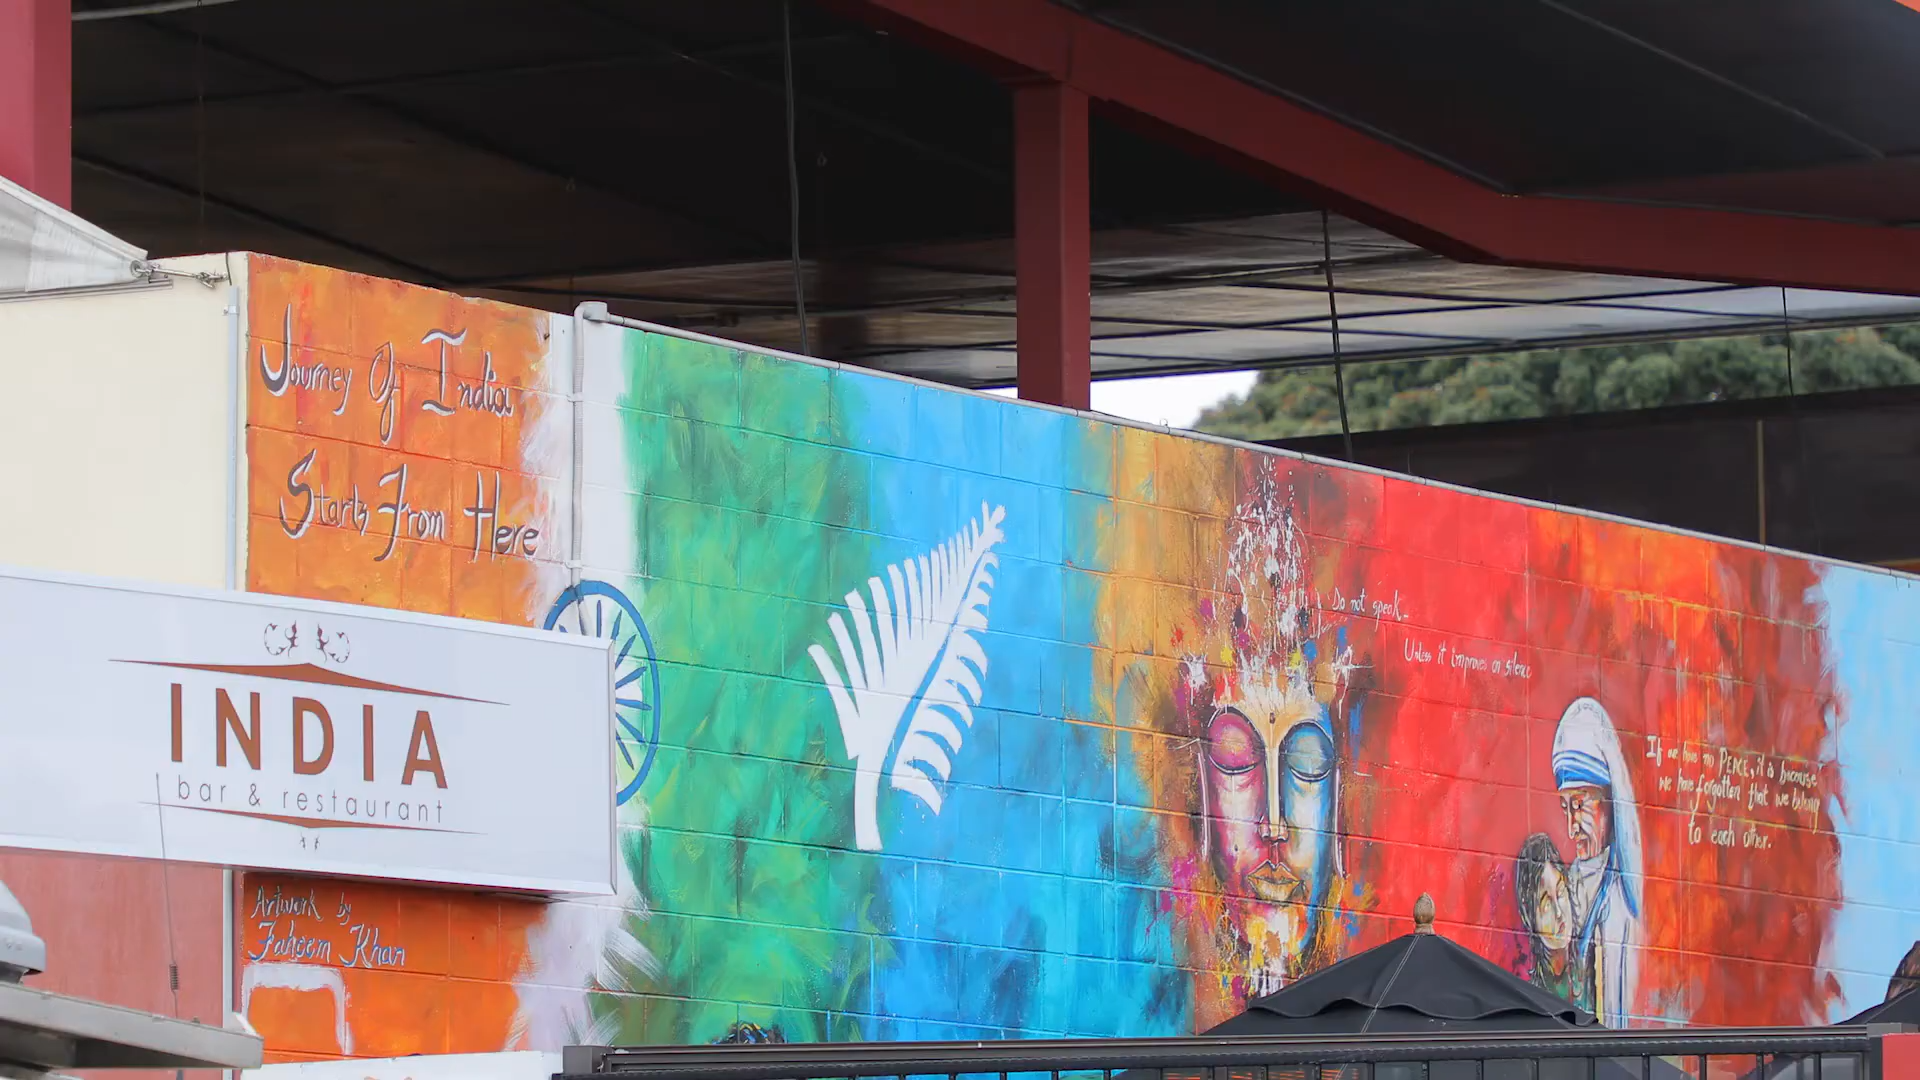 Journey Of India
Starts From Here
INDIA
bar & restaurant
Artwork by
Faheem Khan
Do not speak
Unless it improves on silence
If we have no PEACE, it is because
we have forgotten that we belong
to each other.